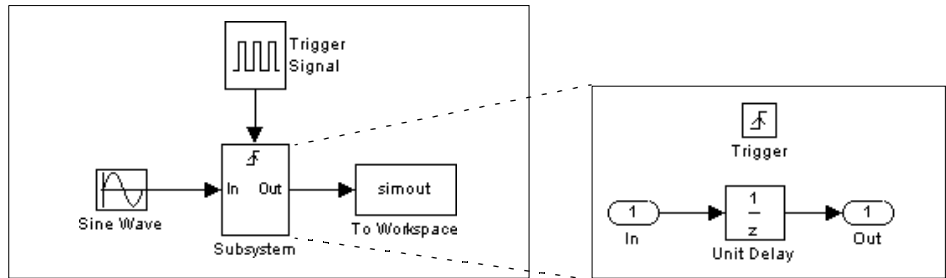 Trigger
Signal
In Out
simout
Sine Wave
Subsystem
To Workspace
Trigger
1
1
z
1
In
Unit Delay
Out